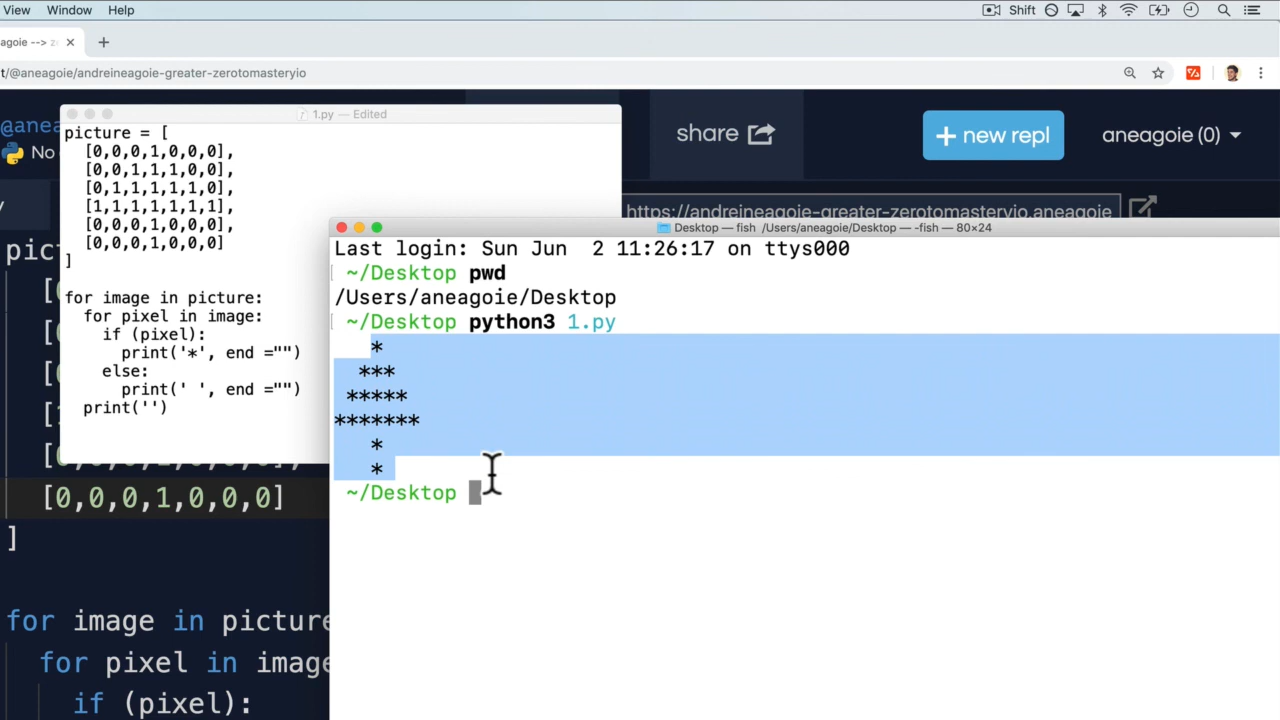 View Window Help Shift
agoie --> z
t/@aneagoie/andreineagoie-greater-zerotomasteryio
@anea
No
share
+ new repl
aneagoie (0)
https://andreineagoie-greater-zerotomasteryio.aneagoie
1.py — Edited
picture = [
  [0,0,0,1,0,0,0],
  [0,0,1,1,1,0,0],
  [0,1,1,1,1,1,0],
  [1,1,1,1,1,1,1],
  [0,0,0,1,0,0,0],
  [0,0,0,1,0,0,0]
]
for image in picture:
  for pixel in image:
    if (pixel):
      print('*', end ="")
    else:
      print(' ', end ="")
  print('')
Desktop — fish /Users/aneagoie/Desktop — -fish — 80×24
Last login: Sun Jun  2 11:26:17 on ttys000
~/Desktop pwd
/Users/aneagoie/Desktop
~/Desktop python3 1.py
   *
  ***
 *****
*******
   *
   *
~/Desktop
pic
[0,0,0,1,0,0,0]
]
for image in picture
for pixel in image
if (pixel):